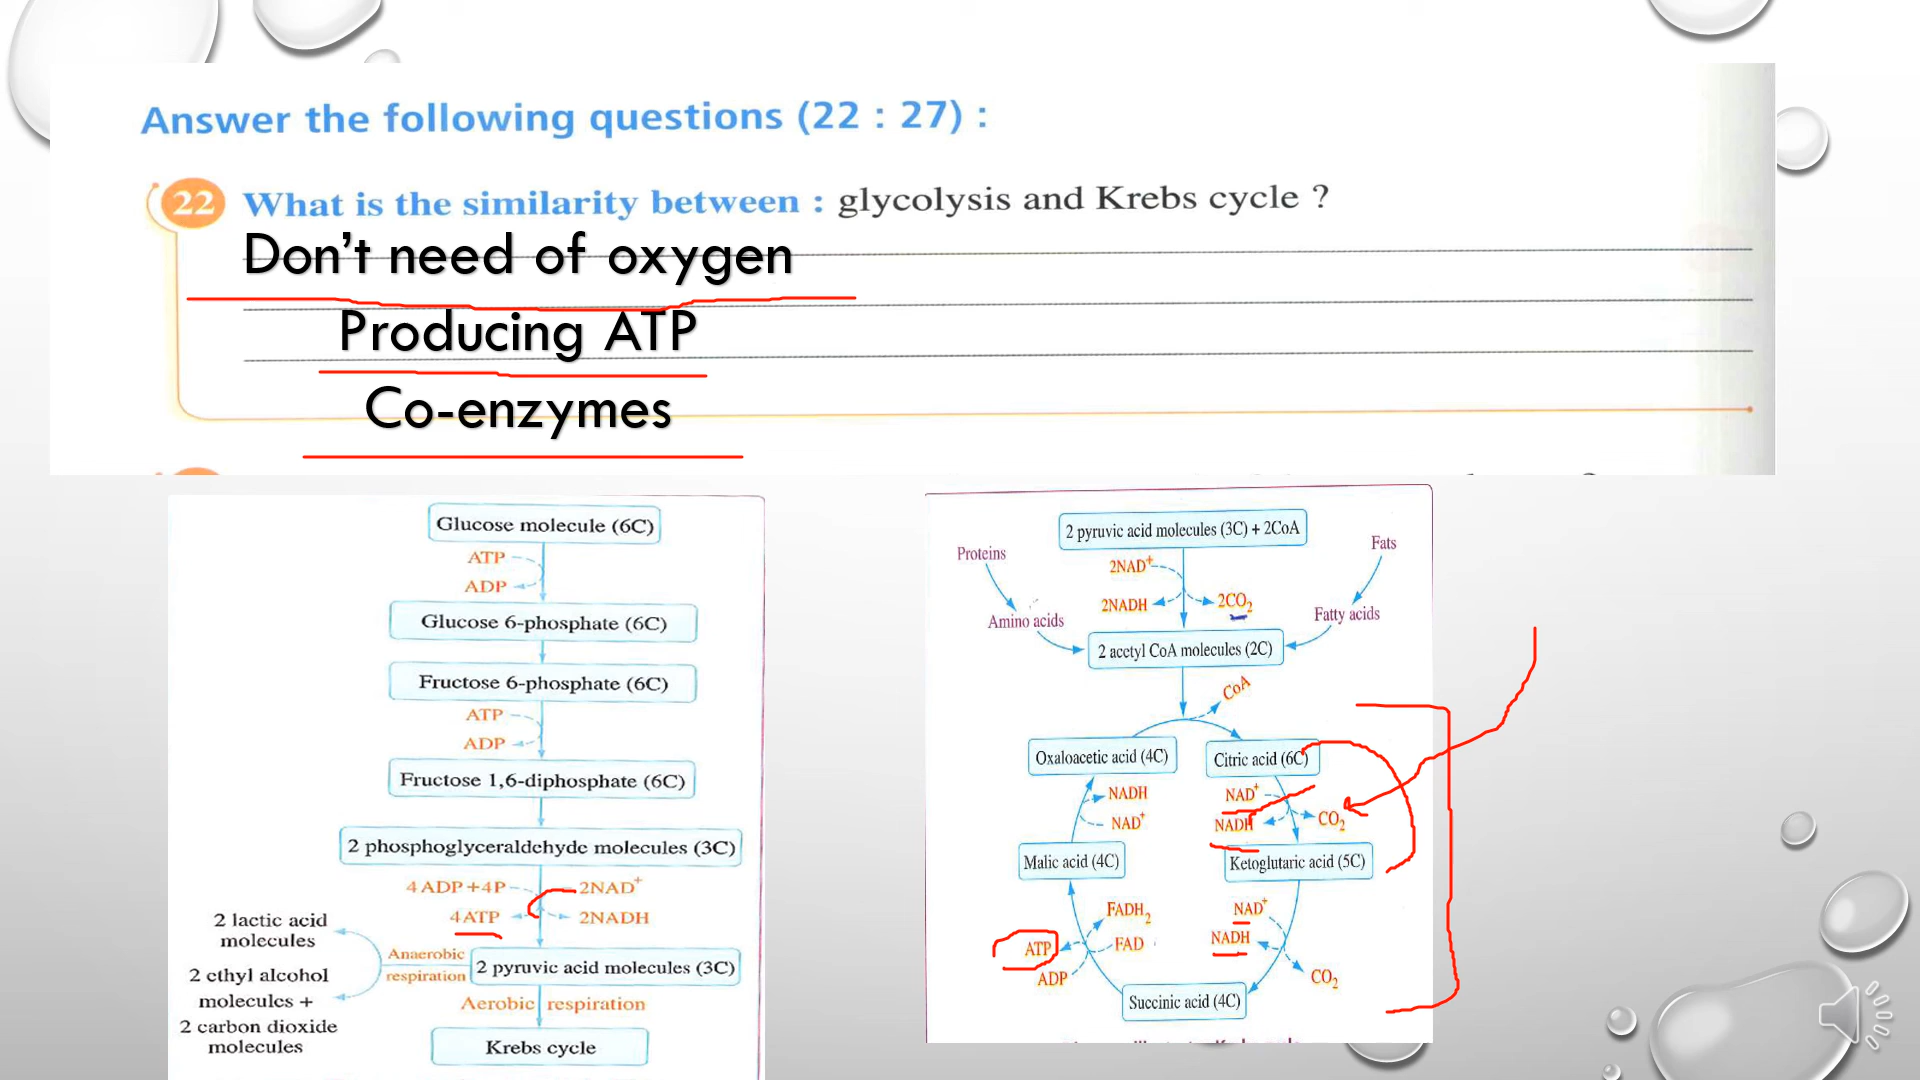 Answer the following questions (22 : 27) :
22 What is the similarity between : glycolysis and Krebs cycle ?
Don't need of oxygen
Producing ATP
Co-enzymes
Glucose molecule (6C)
ATP
ADP
Glucose 6-phosphate (6C)
Fructose 6-phosphate (6C)
ATP
ADP
Fructose 1,6-diphosphate (6C)
2 phosphoglyceraldehyde molecules (3C)
4 ADP+4P 2NAD+
4ATP 2NADH
2 lactic acid
molecules
Anaerobic
respiration
2 pyruvic acid molecules (3C)
2 ethyl alcohol
molecules +
2 carbon dioxide
molecules
Aerobic respiration
Krebs cycle
2 pyruvic acid molecules (3C) + 2CoA
Proteins
Fats
2NAD+
2NADH
2CO2
Amino acids
Fatty acids
2 acetyl CoA molecules (2C)
CoA
Oxaloacetic acid (4C)
Citric acid (6C)
NADH
NAD+
NAD+
NADH
CO2
Malic acid (4C)
Ketoglutaric acid (5C)
FADH2
FAD
ATP
ADP
NAD+
NADH
CO2
Succinic acid (4C)